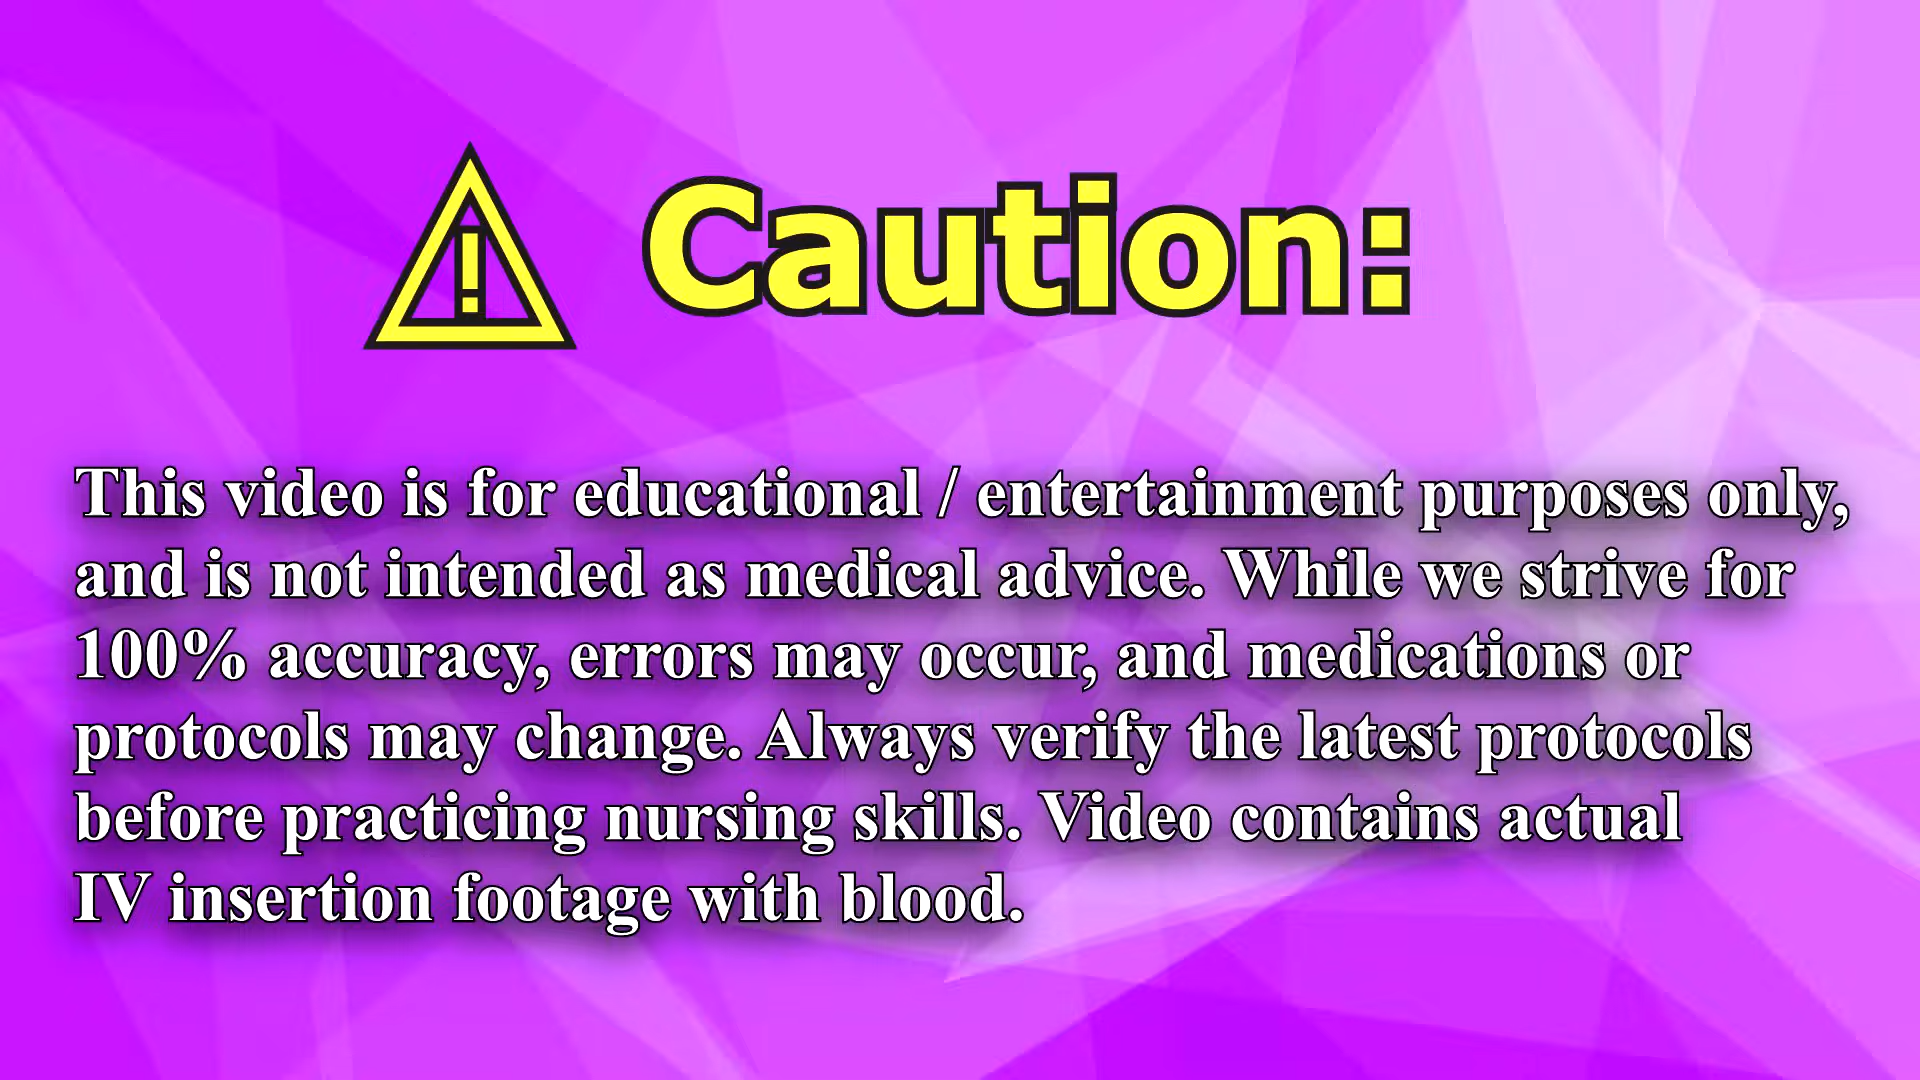 Caution:
This video is for educational / entertainment purposes only,
and is not intended as medical advice. While we strive for
100% accuracy, errors may occur, and medications or
protocols may change. Always verify the latest protocols
before practicing nursing skills. Video contains actual
IV insertion footage with blood.